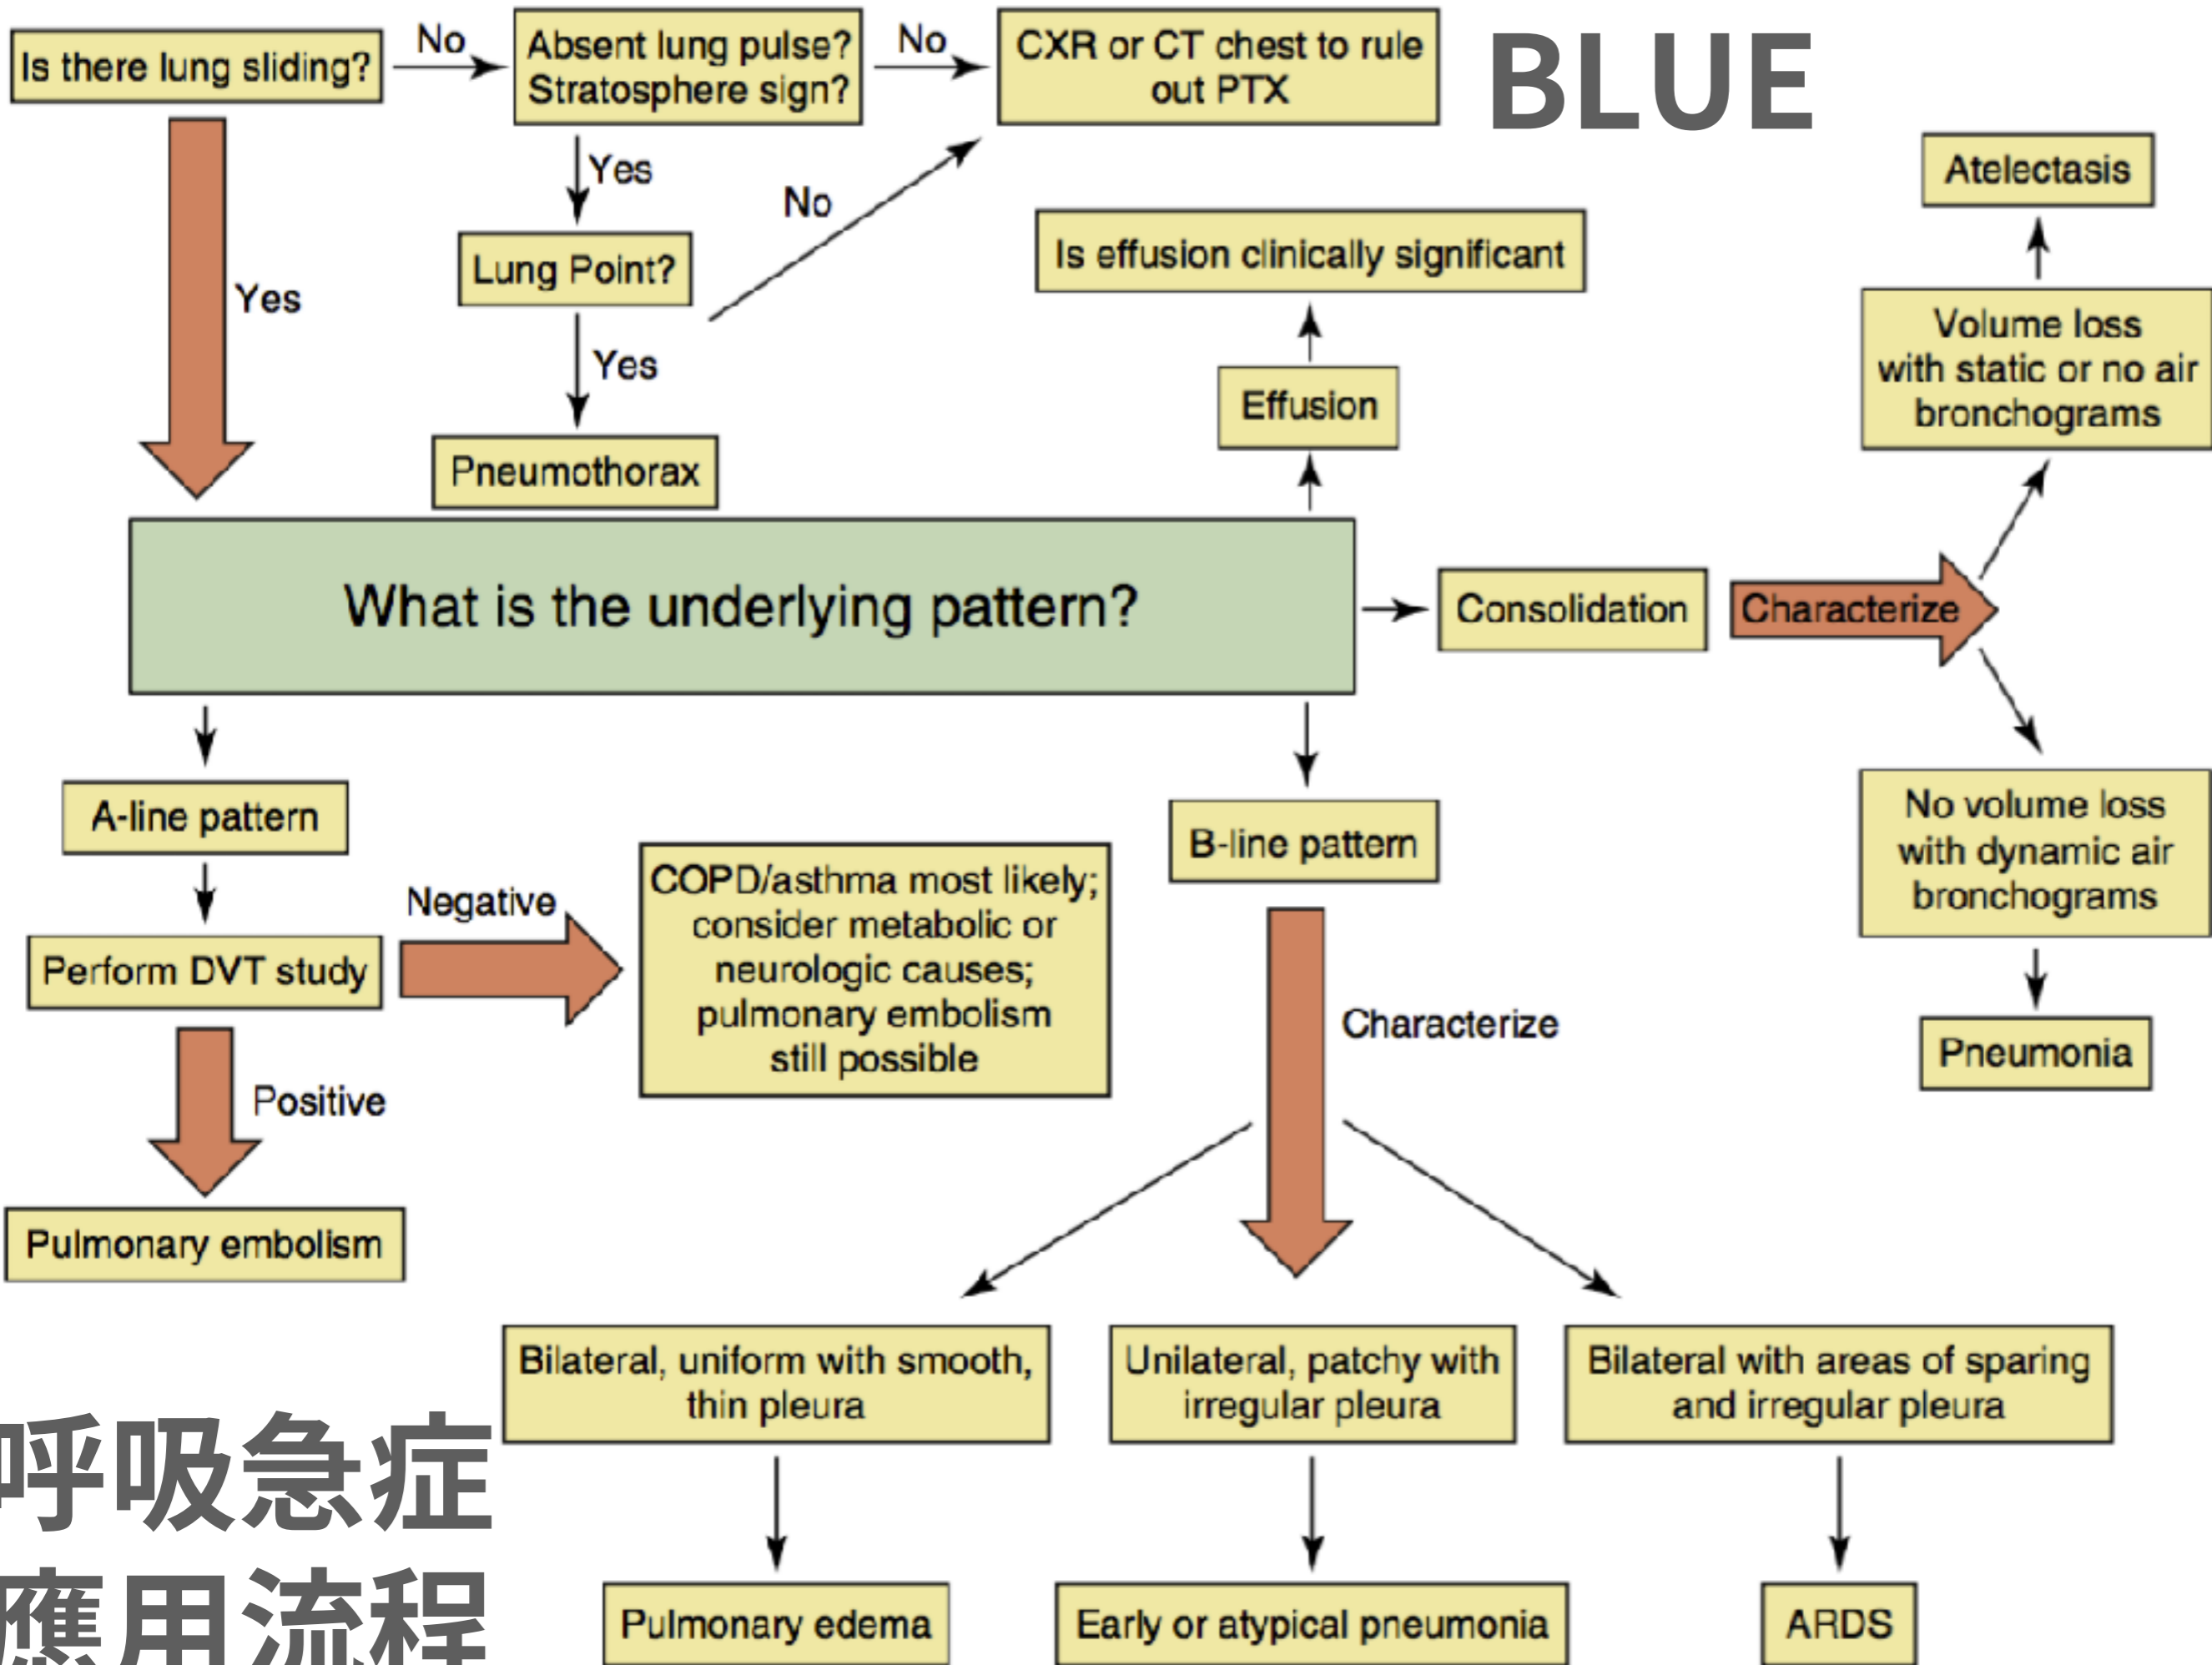 Is there lung sliding?
No
Absent lung pulse?
Stratosphere sign?
No
CXR or CT chest to rule
out PTX
BLUE
Yes
Yes
Lung Point?
No
Yes
Pneumothorax
Is effusion clinically significant
Effusion
Atelectasis
Volume loss
with static or no air
bronchograms
What is the underlying pattern?
Consolidation
Characterize
No volume loss
with dynamic air
bronchograms
Pneumonia
A-line pattern
Perform DVT study
Negative
COPD/asthma most likely;
consider metabolic or
neurologic causes;
pulmonary embolism
still possible
Positive
Pulmonary embolism
B-line pattern
Characterize
Bilateral, uniform with smooth,
thin pleura
Unilateral, patchy with
irregular pleura
Bilateral with areas of sparing
and irregular pleura
Pulmonary edema
Early or atypical pneumonia
ARDS
呼吸急症
應用流程